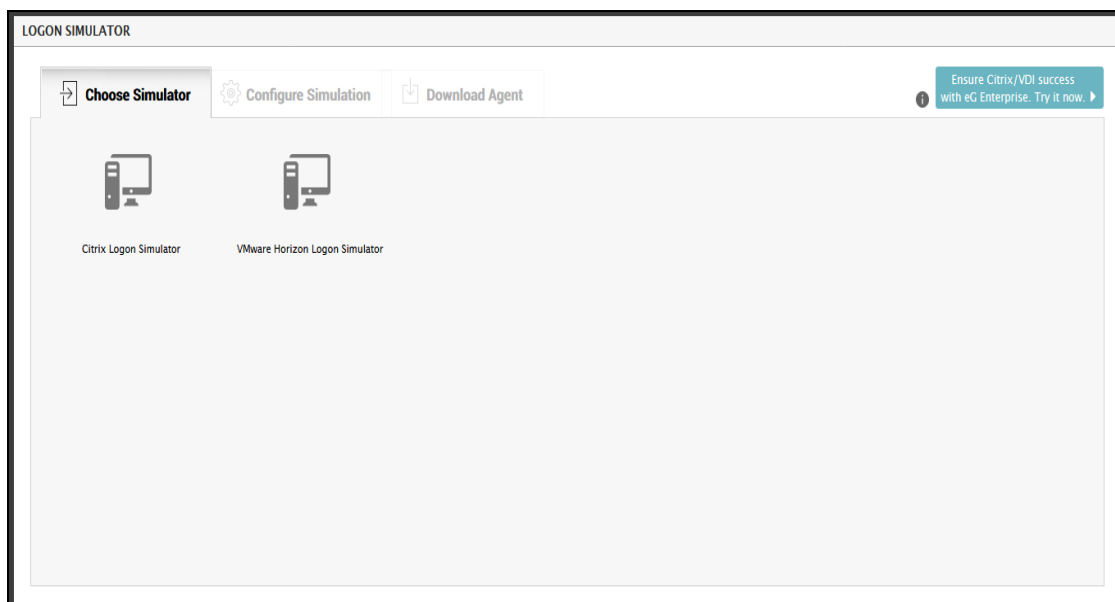 LOGON SIMULATOR
Choose Simulator
Configure Simulation
Download Agent
Ensure Citrix/VDI success
with eG Enterprise. Try it now.
Citrix Logon Simulator
VMware Horizon Logon Simulator